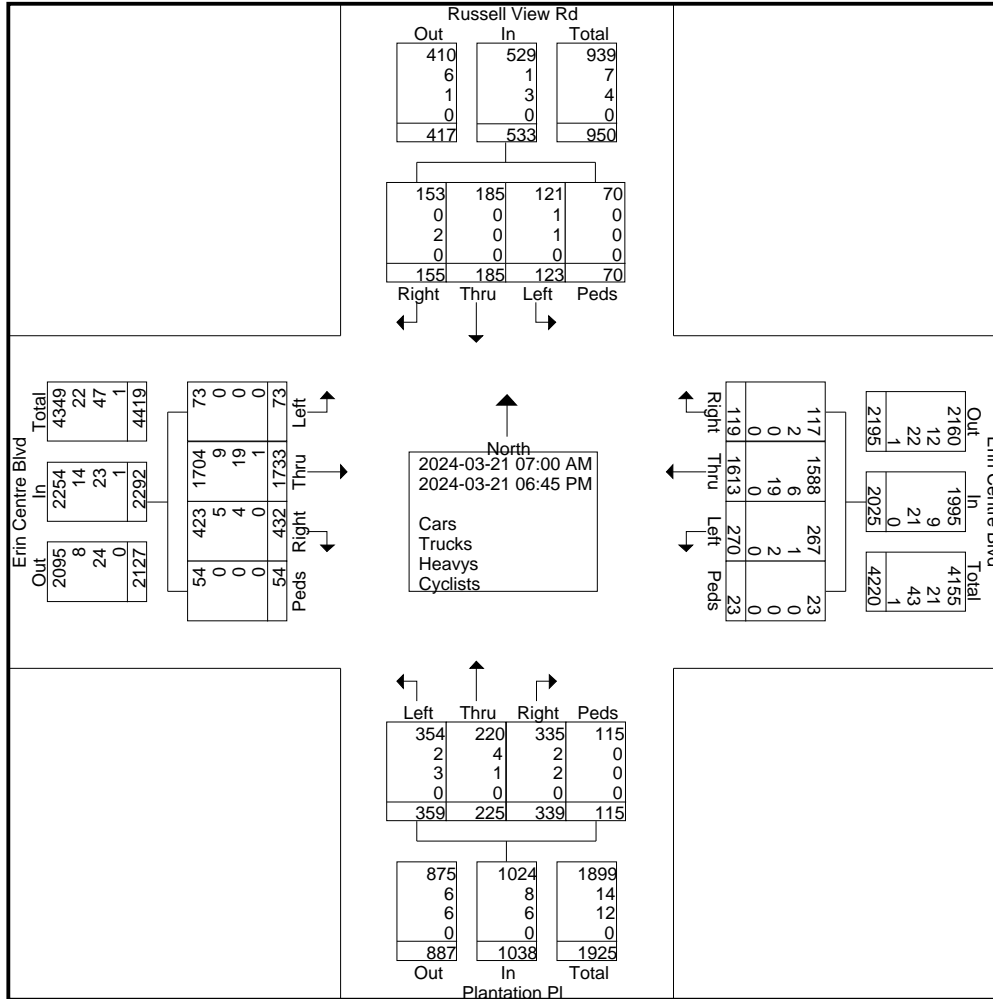 Russell View Rd
Out In Total
410 529 939
6 1 7
1 3 4
0 0 0
417 533 950
153 185 121 70
0 0 1 0
2 0 1 0
0 0 0 0
155 185 123 70
Right Thru Left Peds
Erin Centre Blvd
Total
4349 22 47 1 4419
In
2254 14 23 1 2292
Out
2095 8 24 0 2127
Left
73 0 0 0 73
Thru
1704 9 19 1 1733
Right
423 5 4 0 432
Peds
54 0 0 0 54
North
2024-03-21 07:00 AM
2024-03-21 06:45 PM
Cars
Trucks
Heavys
Cyclists
Right
117 2 0 0 119
Thru
1588 6 19 0 1613
Left
267 1 2 0 270
Peds
23 0 0 0 23
Erin Centre Blvd
Out
2160 12 22 1 2195
In
1995 9 21 0 2025
Total
4155 21 43 1 4220
Left Thru Right Peds
354 220 335 115
2 4 2 0
3 1 2 0
0 0 0 0
359 225 339 115
875 1024 1899
6 8 14
6 6 12
0 0 0
887 1038 1925
Out In Total
Plantation Pl